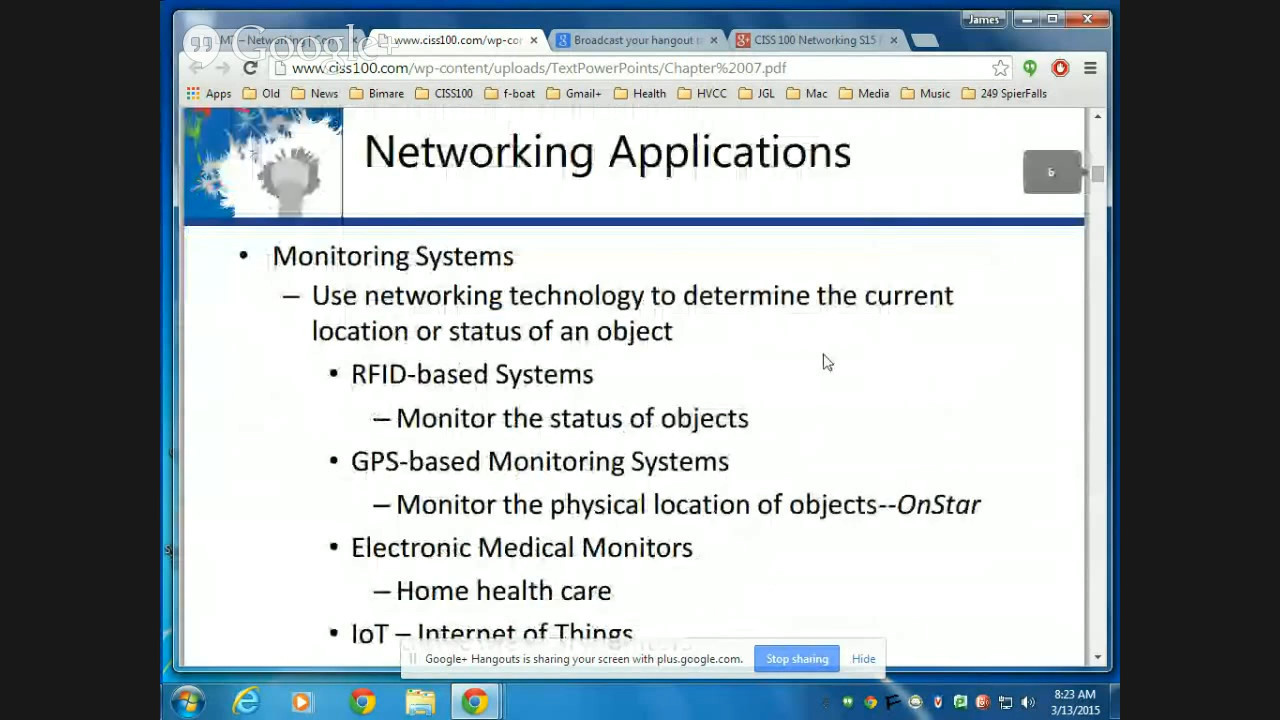 James
Google+
www.ciss100.com/wp-co
Broadcast your hangout
CISS 100 Networking S15
www.ciss100.com/wp-content/uploads/TextPowerPoints/Chapter%2007.pdf
Apps Old News Bimare CISS100 f-boat Gmail+ Health HVCC JGL Mac Media Music 249 SpierFalls
Networking Applications
6
• Monitoring Systems
– Use networking technology to determine the current
location or status of an object
• RFID-based Systems
– Monitor the status of objects
• GPS-based Monitoring Systems
– Monitor the physical location of objects--OnStar
• Electronic Medical Monitors
– Home health care
• IoT – Internet of Things
Google+ Hangouts is sharing your screen with plus.google.com. Stop sharing Hide
8:23 AM
3/13/2015